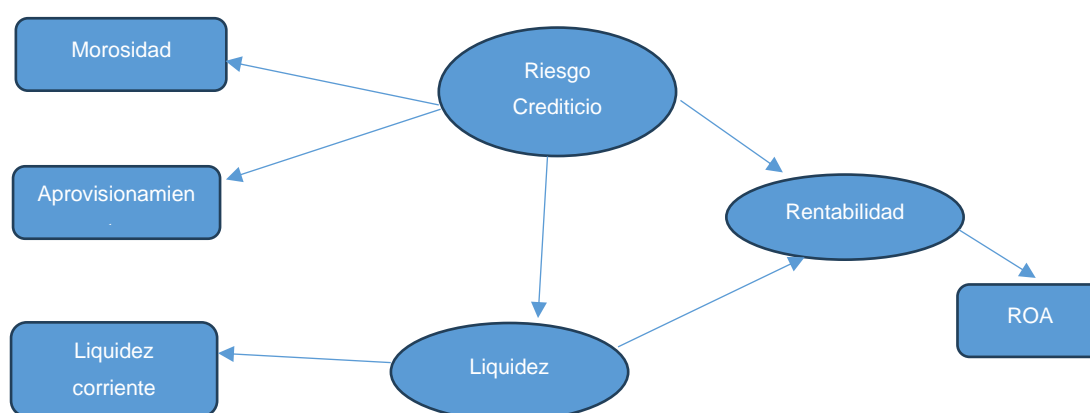 Morosidad
Riesgo
Crediticio
Aprovisionamien
Rentabilidad
ROA
Liquidez
corriente
Liquidez